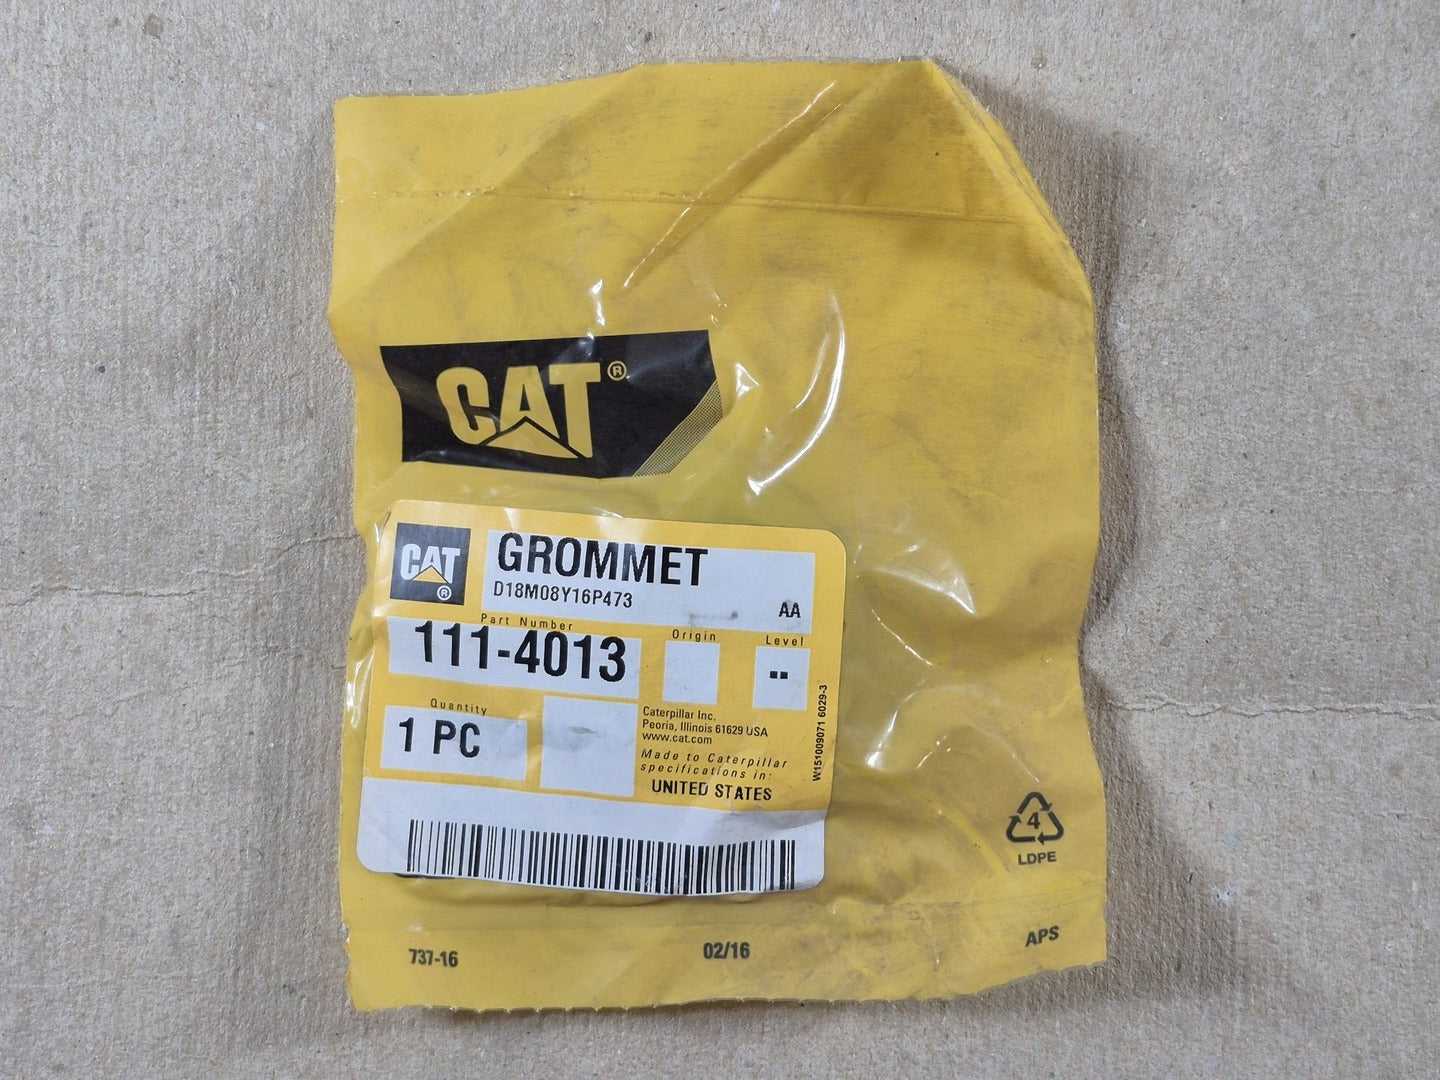 CAT®
CAT®
GROMMET
D18M08Y16P473
AA
Part Number
Origin
Level
111-4013
--
Quantity
1 PC
Caterpillar Inc.
Peoria, Illinois 61629 USA
www.cat.com
Made to Caterpillar
specifications in:
UNITED STATES
W151009071 6029-3
4
LDPE
737-16
02/16
APS